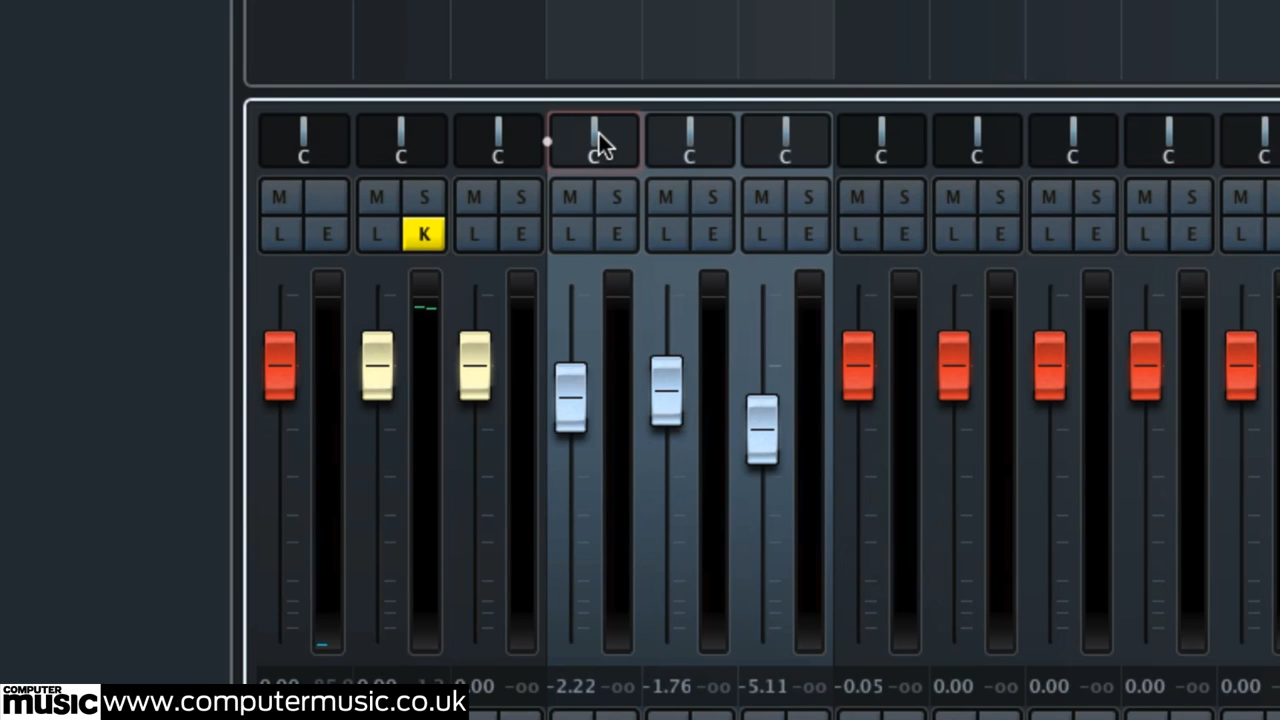 C C C C C C C C C C C
M M S M S M S M S M S M S M S M S M S M
L E L K L E L E L E L E L E L E L E L E L
0.00 -oo -2.22 -oo -1.76 -oo -5.11 -oo -0.05 -oo 0.00 -oo 0.00 -oo 0.00 -oo 0.00
COMPUTER
music www.computermusic.co.uk